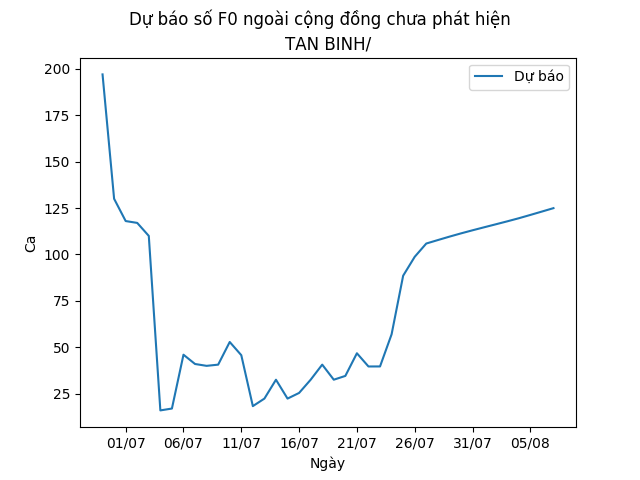 Dự báo số F0 ngoài cộng đồng chưa phát hiện
TAN BINH/
Dự báo
200
175
150
125
100
75
50
25
Ca
01/07 06/07 11/07 16/07 21/07 26/07 31/07 05/08
Ngày